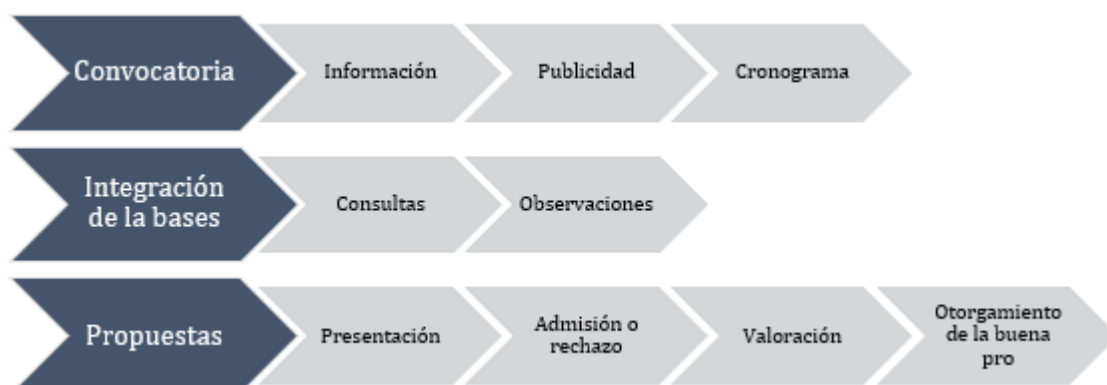 Convocatoria
Información
Publicidad
Cronograma
Integración
de la bases
Consultas
Observaciones
Propuestas
Presentación
Admisión o
rechazo
Valoración
Otorgamiento
de la buena
pro